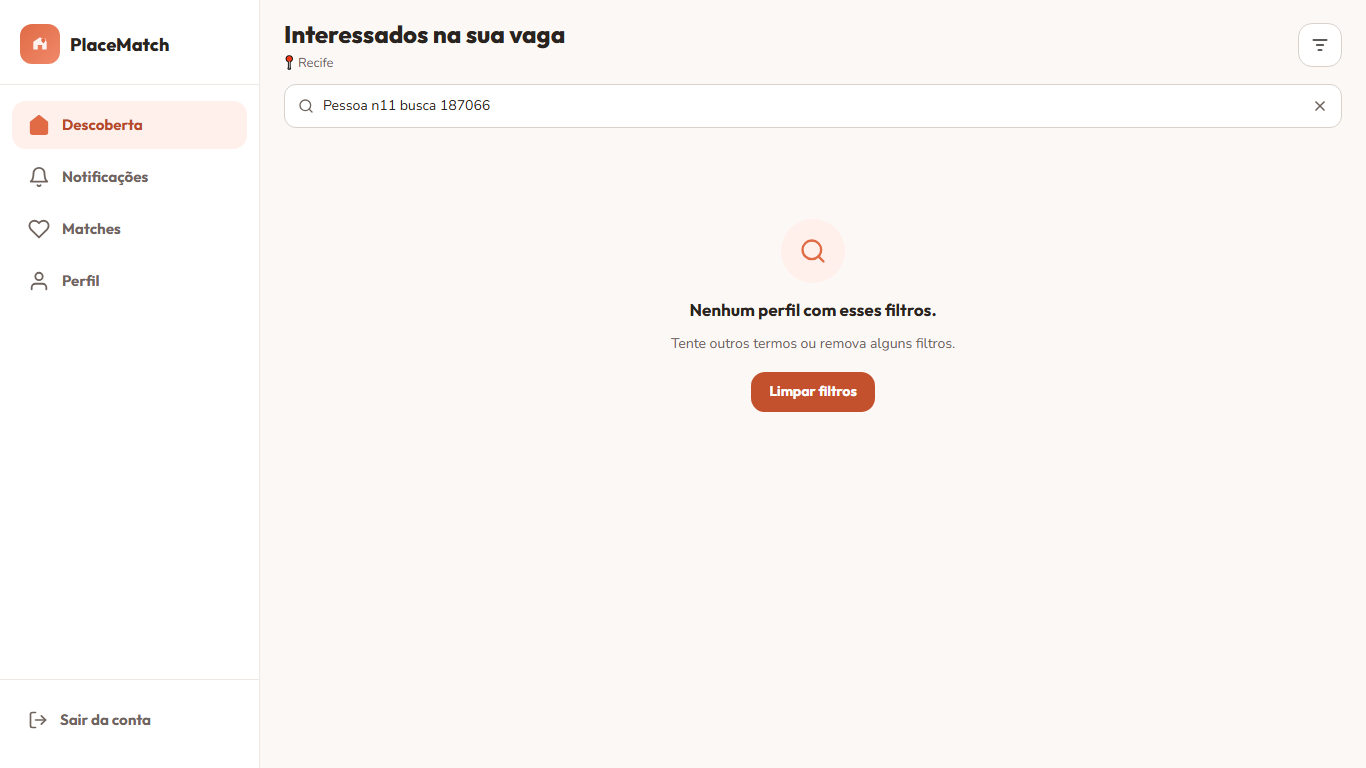 PlaceMatch
Descoberta
Notificações
Matches
Perfil
Sair da conta
Interessados na sua vaga
Recife
Pessoa n11 busca 187066
Nenhum perfil com esses filtros.
Tente outros termos ou remova alguns filtros.
Limpar filtros